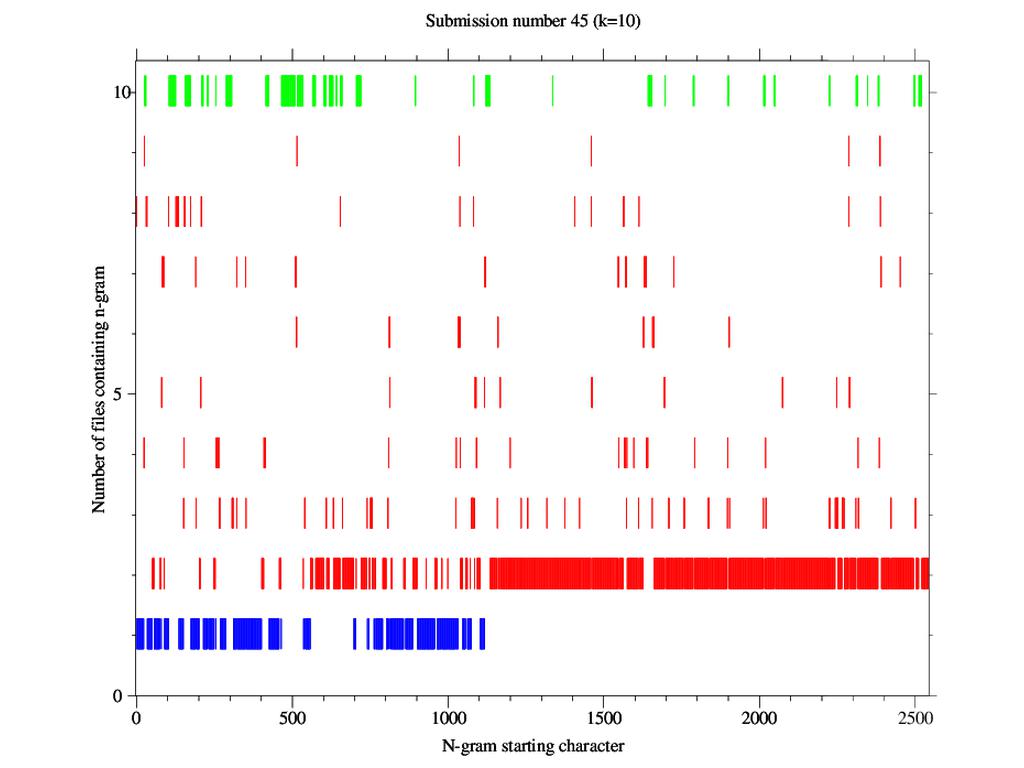 Submission number 45 (k=10)
10
5
0
Number of files containing n-gram
0 500 1000 1500 2000 2500
N-gram starting character